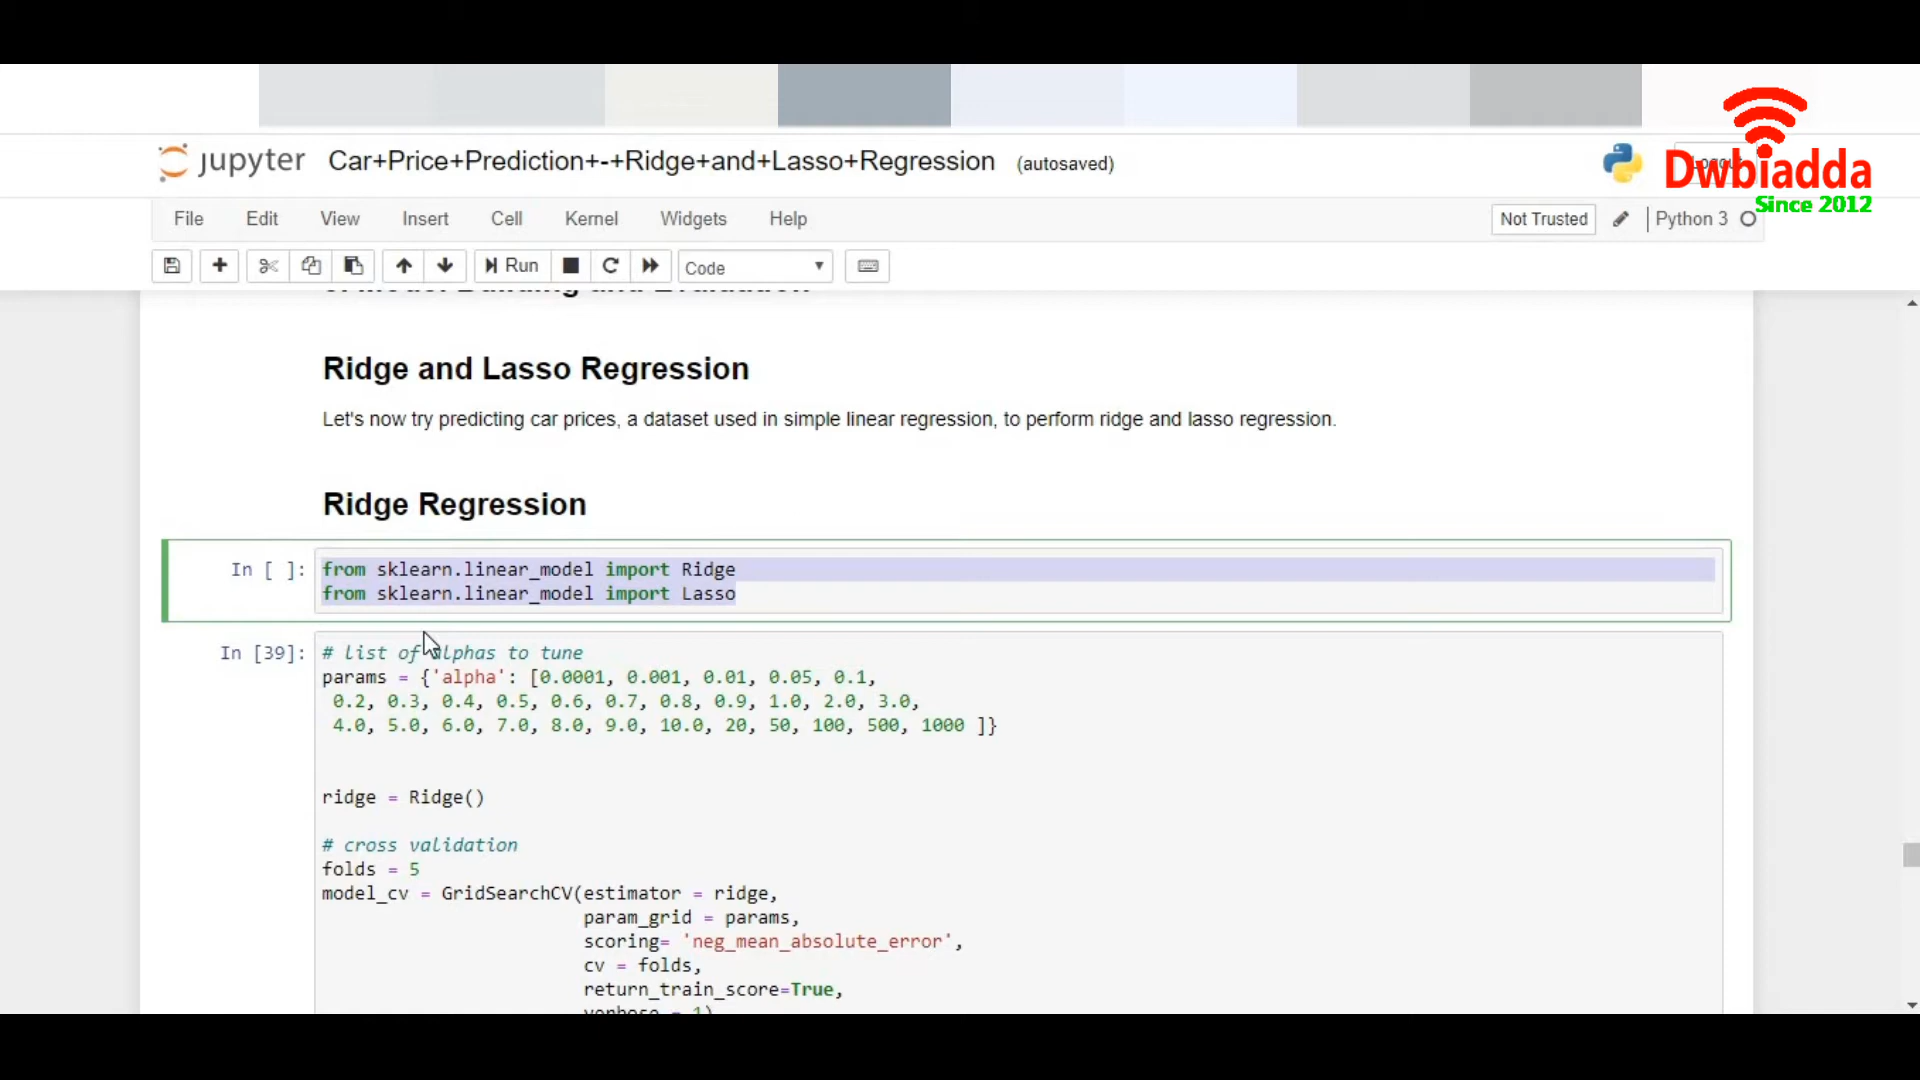 jupyter Car+Price+Prediction+-+Ridge+and+Lasso+Regression (autosaved)
Dwbiadda
Since 2012
File Edit View Insert Cell Kernel Widgets Help
Not Trusted Python 3
Run Code
3. Model Building and Evaluation
Ridge and Lasso Regression
Let's now try predicting car prices, a dataset used in simple linear regression, to perform ridge and lasso regression.
Ridge Regression
In [ ]: from sklearn.linear_model import Ridge
from sklearn.linear_model import Lasso
In [39]: # list of alphas to tune
params = {'alpha': [0.0001, 0.001, 0.01, 0.05, 0.1,
0.2, 0.3, 0.4, 0.5, 0.6, 0.7, 0.8, 0.9, 1.0, 2.0, 3.0,
4.0, 5.0, 6.0, 7.0, 8.0, 9.0, 10.0, 20, 50, 100, 500, 1000 ]}
ridge = Ridge()
# cross validation
folds = 5
model_cv = GridSearchCV(estimator = ridge,
param_grid = params,
scoring= 'neg_mean_absolute_error',
cv = folds,
return_train_score=True,
verbose = 1)